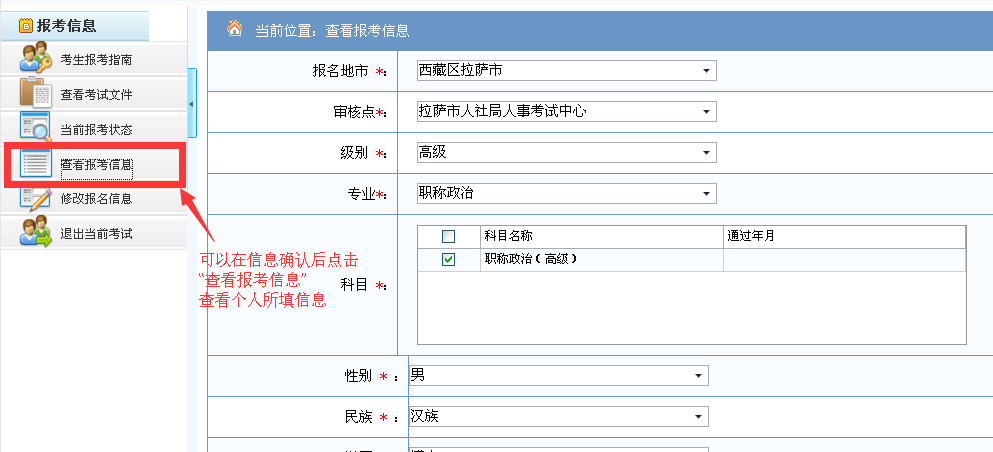 报考信息
考生报考指南
查看考试文件
当前报考状态
查看报考信息
修改报名信息
退出当前考试
可以在信息确认后点击
“查看报考信息”
查看个人所填信息
当前位置：查看报考信息
报名地市 *： 西藏区拉萨市
审核点*： 拉萨市人社局人事考试中心
级别 *： 高级
专业*： 职称政治
科目 *：
科目名称 通过年月
职称政治（高级）
性别 * ： 男
民族 * ： 汉族